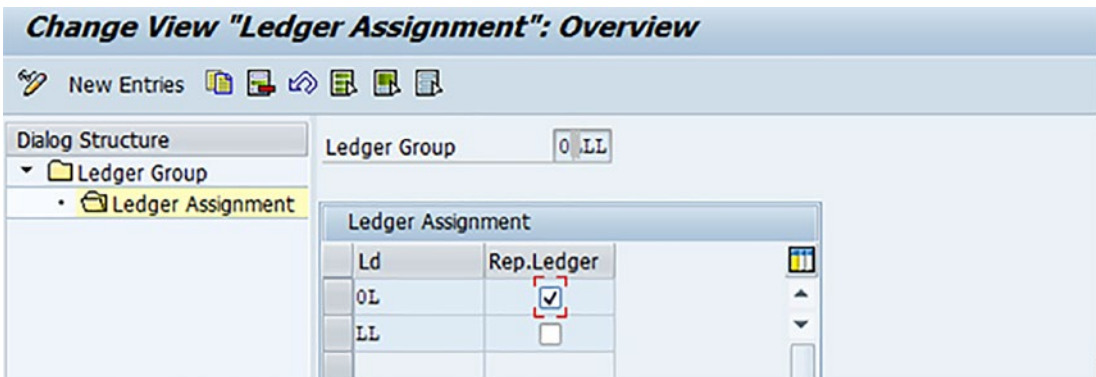 Change View "Ledger Assignment": Overview
New Entries
Dialog Structure
Ledger Group
Ledger Assignment
Ledger Group
Ledger Assignment
Ld Rep.Ledger
0L
LL